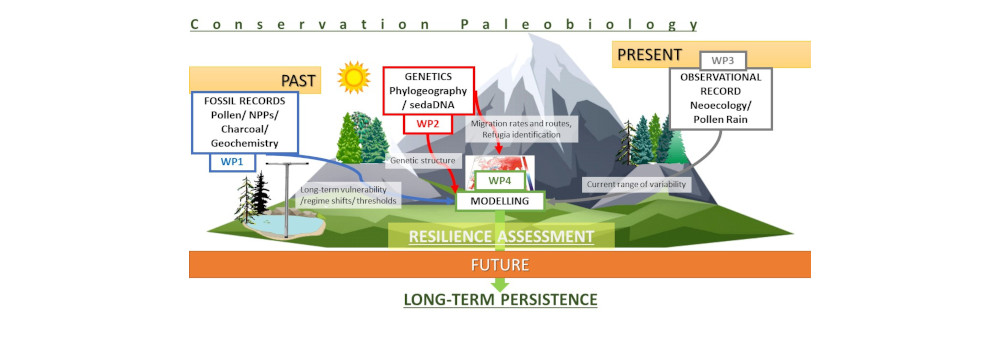 Conservation Paleobiology
PAST
FOSSIL RECORDS
Pollen/ NPPs/
Charcoal/
Geochemistry
WP1
Long-term vulnerability
/regime shifts/ thresholds
GENETICS
Phylogeography
/ sedaDNA
WP2
Genetic structure
Migration rates and routes,
Refugia identification
PRESENT
WP3
OBSERVATIONAL
RECORD
Neoecology/
Pollen Rain
Current range of variability
WP4
MODELLING
RESILIENCE ASSESSMENT
FUTURE
LONG-TERM PERSISTENCE